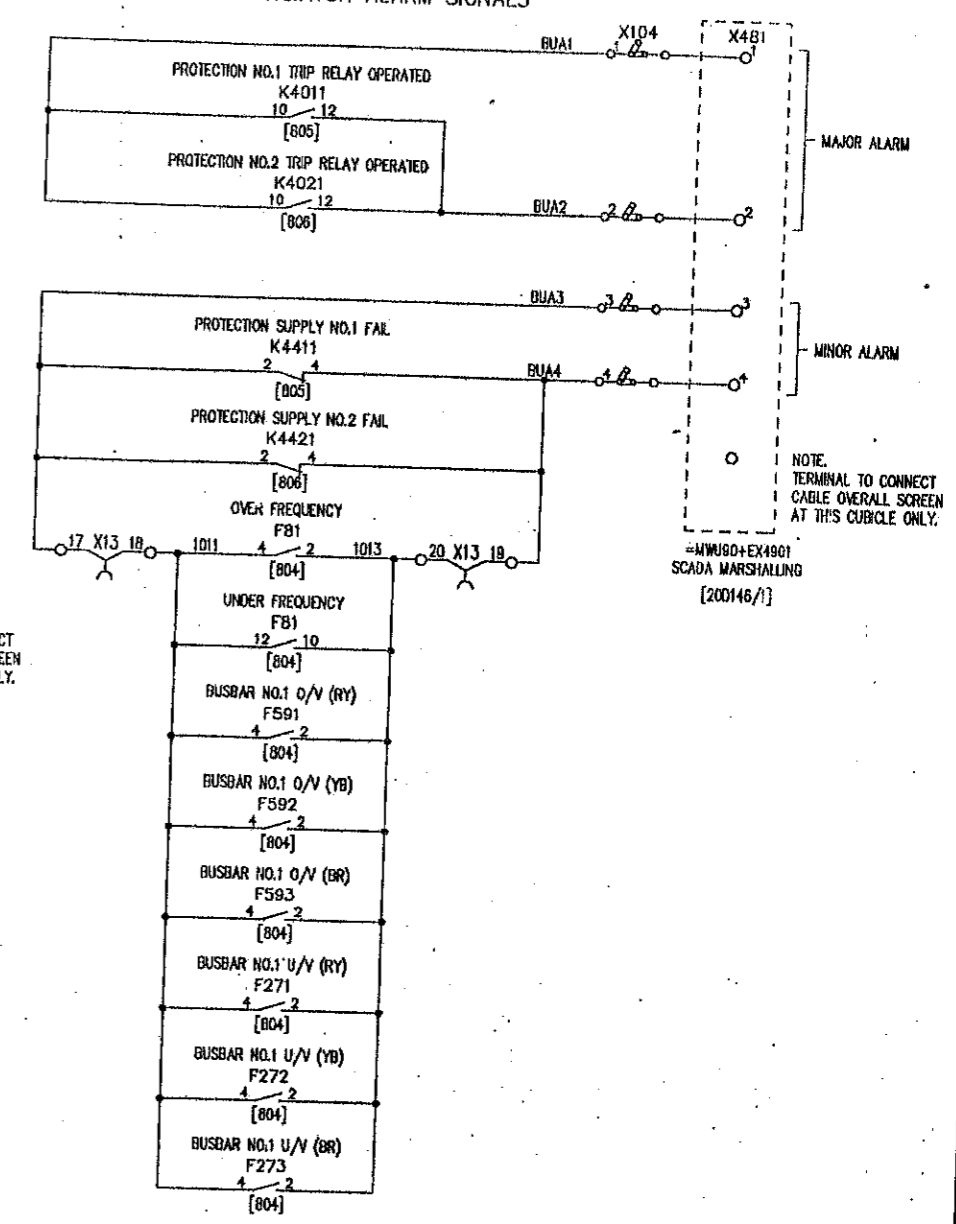 ALARM SIGNALS
X104
X481
BUA1 1 1
PROTECTION NO.1 TRIP RELAY OPERATED
K4011
10 12
[805]
MAJOR ALARM
PROTECTION NO.2 TRIP RELAY OPERATED
K4021
10 12
[806]
BUA2 2 2
BUA3 3 3
PROTECTION SUPPLY NO.1 FAIL
K4411
2 4
[805]
MINOR ALARM
BUA4 4 4
PROTECTION SUPPLY NO.2 FAIL
K4421
2 4
[806]
NOTE.
TERMINAL TO CONNECT
CABLE OVERALL SCREEN
AT THIS CUBICLE ONLY.
OVER FREQUENCY
F81
17 X13 18 1011 4 2 1013 20 X13 19
[804]
=MWU90+EX4901
SCADA MARSHALLING
[200146/1]
UNDER FREQUENCY
F81
12 10
[804]
CT
EEN
LY.
BUSBAR NO.1 O/V (RY)
F591
4 2
[804]
BUSBAR NO.1 O/V (YB)
F592
4 2
[804]
BUSBAR NO.1 O/V (BR)
F593
4 2
[804]
BUSBAR NO.1 U/V (RY)
F271
4 2
[804]
BUSBAR NO.1 U/V (YB)
F272
4 2
[804]
BUSBAR NO.1 U/V (BR)
F273
4 2
[804]